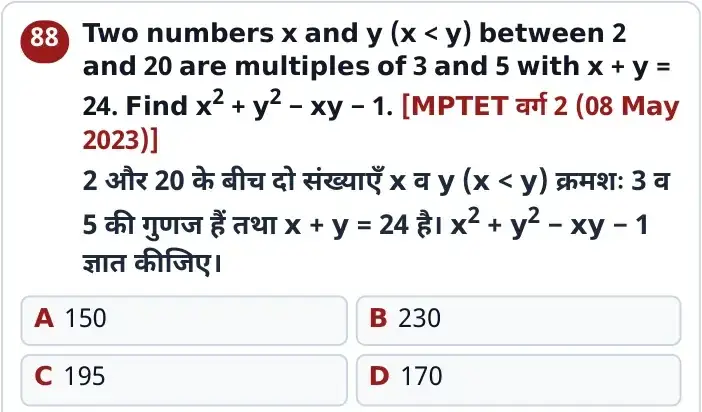 88 Two numbers x and y (x < y) between 2
and 20 are multiples of 3 and 5 with x + y =
24. Find x² + y² − xy − 1. [MPTET वर्ग 2 (08 May
2023)]
2 और 20 के बीच दो संख्याएँ x व y (x < y) क्रमशः 3 व
5 की गुणज हैं तथा x + y = 24 है। x² + y² − xy − 1
ज्ञात कीजिए।
A 150
B 230
C 195
D 170